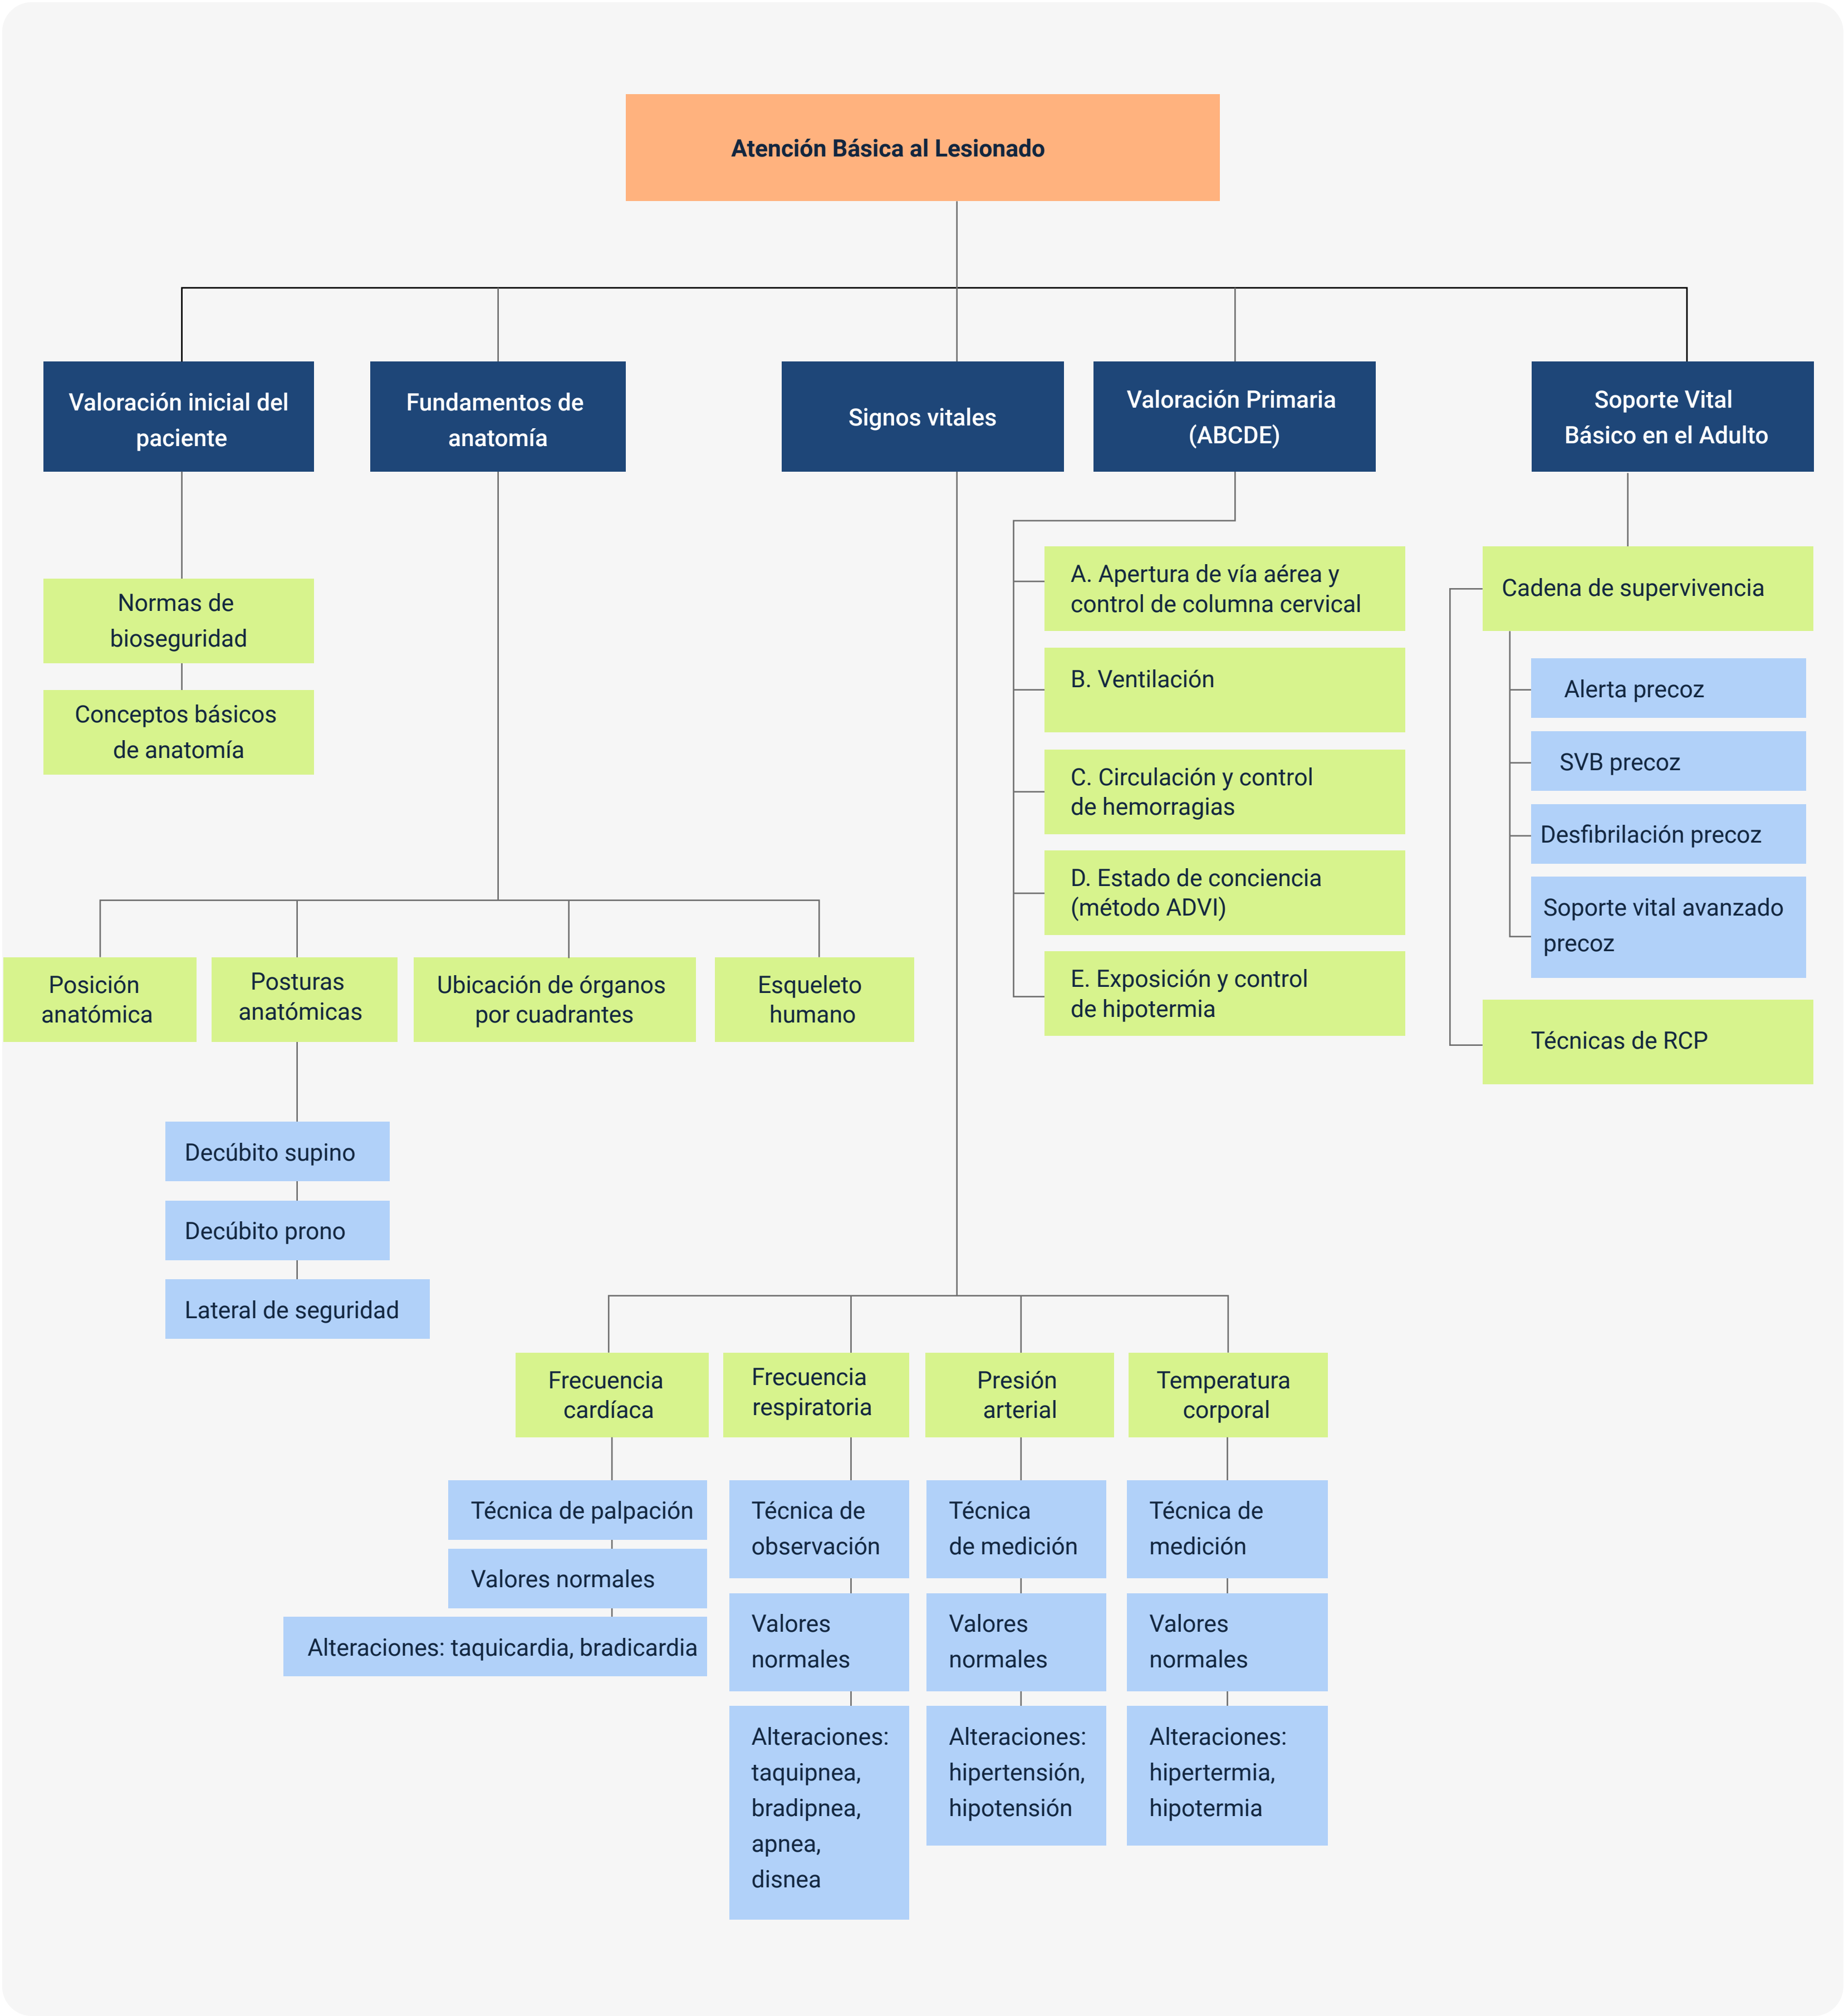 Atención Básica al Lesionado
Valoración inicial del
paciente
Fundamentos de
anatomía
Signos vitales
Valoración Primaria
(ABCDE)
Soporte Vital
Básico en el Adulto
Normas de
bioseguridad
Conceptos básicos
de anatomía
Posición
anatómica
Posturas
anatómicas
Ubicación de órganos
por cuadrantes
Esqueleto
humano
Decúbito supino
Decúbito prono
Lateral de seguridad
Frecuencia
cardíaca
Técnica de palpación
Valores normales
Alteraciones: taquicardia, bradicardia
Frecuencia
respiratoria
Técnica de
observación
Valores
normales
Alteraciones:
taquipnea,
bradipnea,
apnea,
disnea
Presión
arterial
Técnica
de medición
Valores
normales
Alteraciones:
hipertensión,
hipotensión
Temperatura
corporal
Técnica de
medición
Valores
normales
Alteraciones:
hipertermia,
hipotermia
A. Apertura de vía aérea y
control de columna cervical
B. Ventilación
C. Circulación y control
de hemorragias
D. Estado de conciencia
(método ADVI)
E. Exposición y control
de hipotermia
Cadena de supervivencia
Alerta precoz
SVB precoz
Desfibrilación precoz
Soporte vital avanzado
precoz
Técnicas de RCP